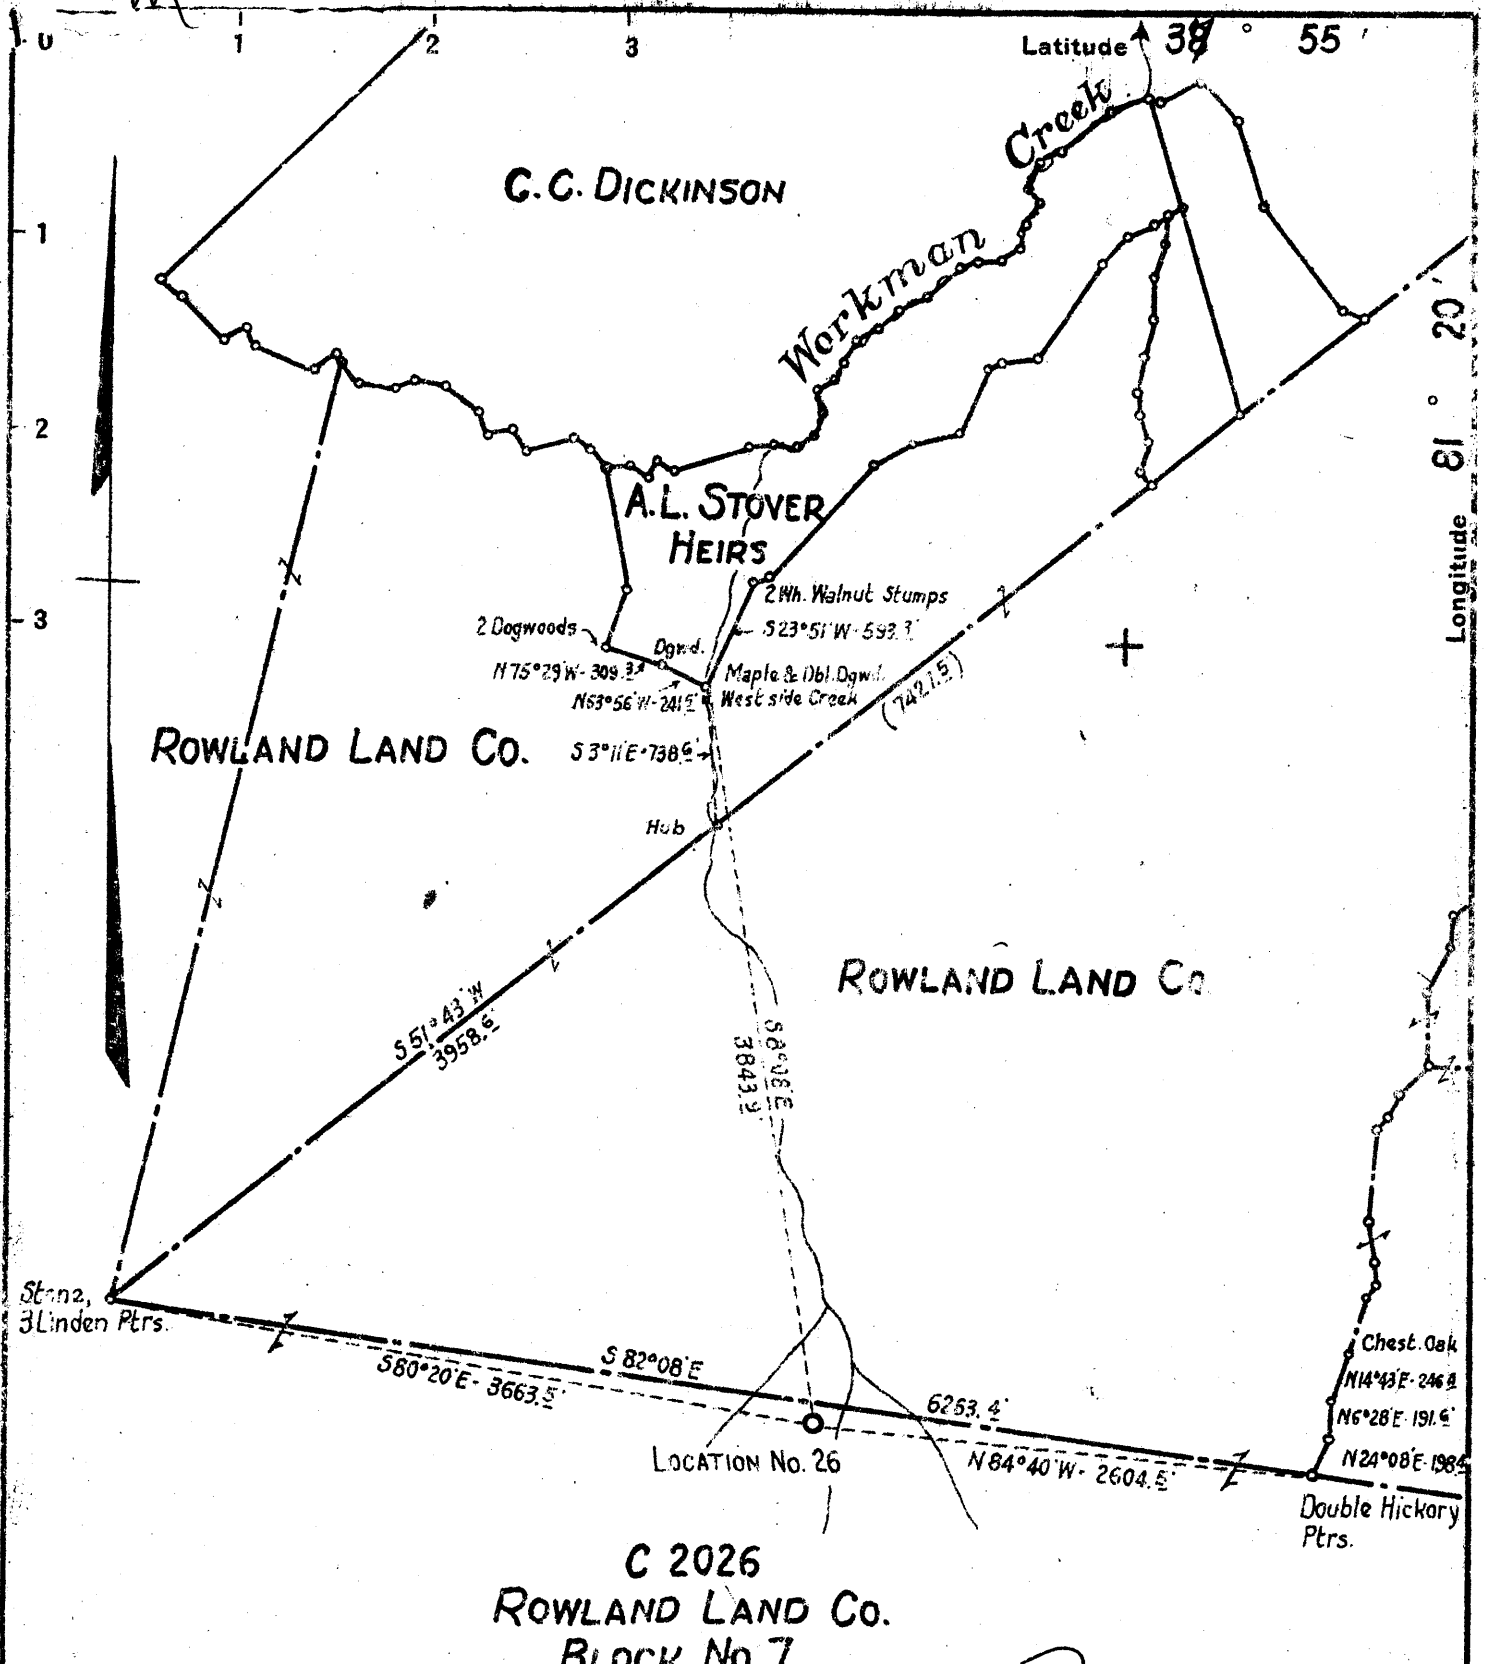 0 1 2 3
Latitude 38° 55'
1
2
3
Longitude 81° 20'
C. C. DICKINSON
Workman Creek
A. L. STOVER
HEIRS
2 Wh. Walnut Stumps
S 23°51' W - 593.3'
2 Dogwoods
Dgwd.
N 75°29' W - 309.3'
Maple & Dbl. Dgwd.
West side Creek
S 3°11' E - 738.6'
(7421.5')
ROWLAND LAND CO.
Hub
ROWLAND LAND Co.
S 51° 43' W
3958.6'
S 8°08' E
3843.9'
Stone,
3 Linden Ptrs.
S 82°08' E
6263.4'
S 80°20' E - 3663.5'
LOCATION No. 26
N 84°40' W - 2604.5'
Chest. Oak
N 14°43' E - 246
N 6°28' E - 191.6'
N 24°08' E - 198.4
Double Hickory
Ptrs.
C 2026
ROWLAND LAND CO.
BLOCK No. 7